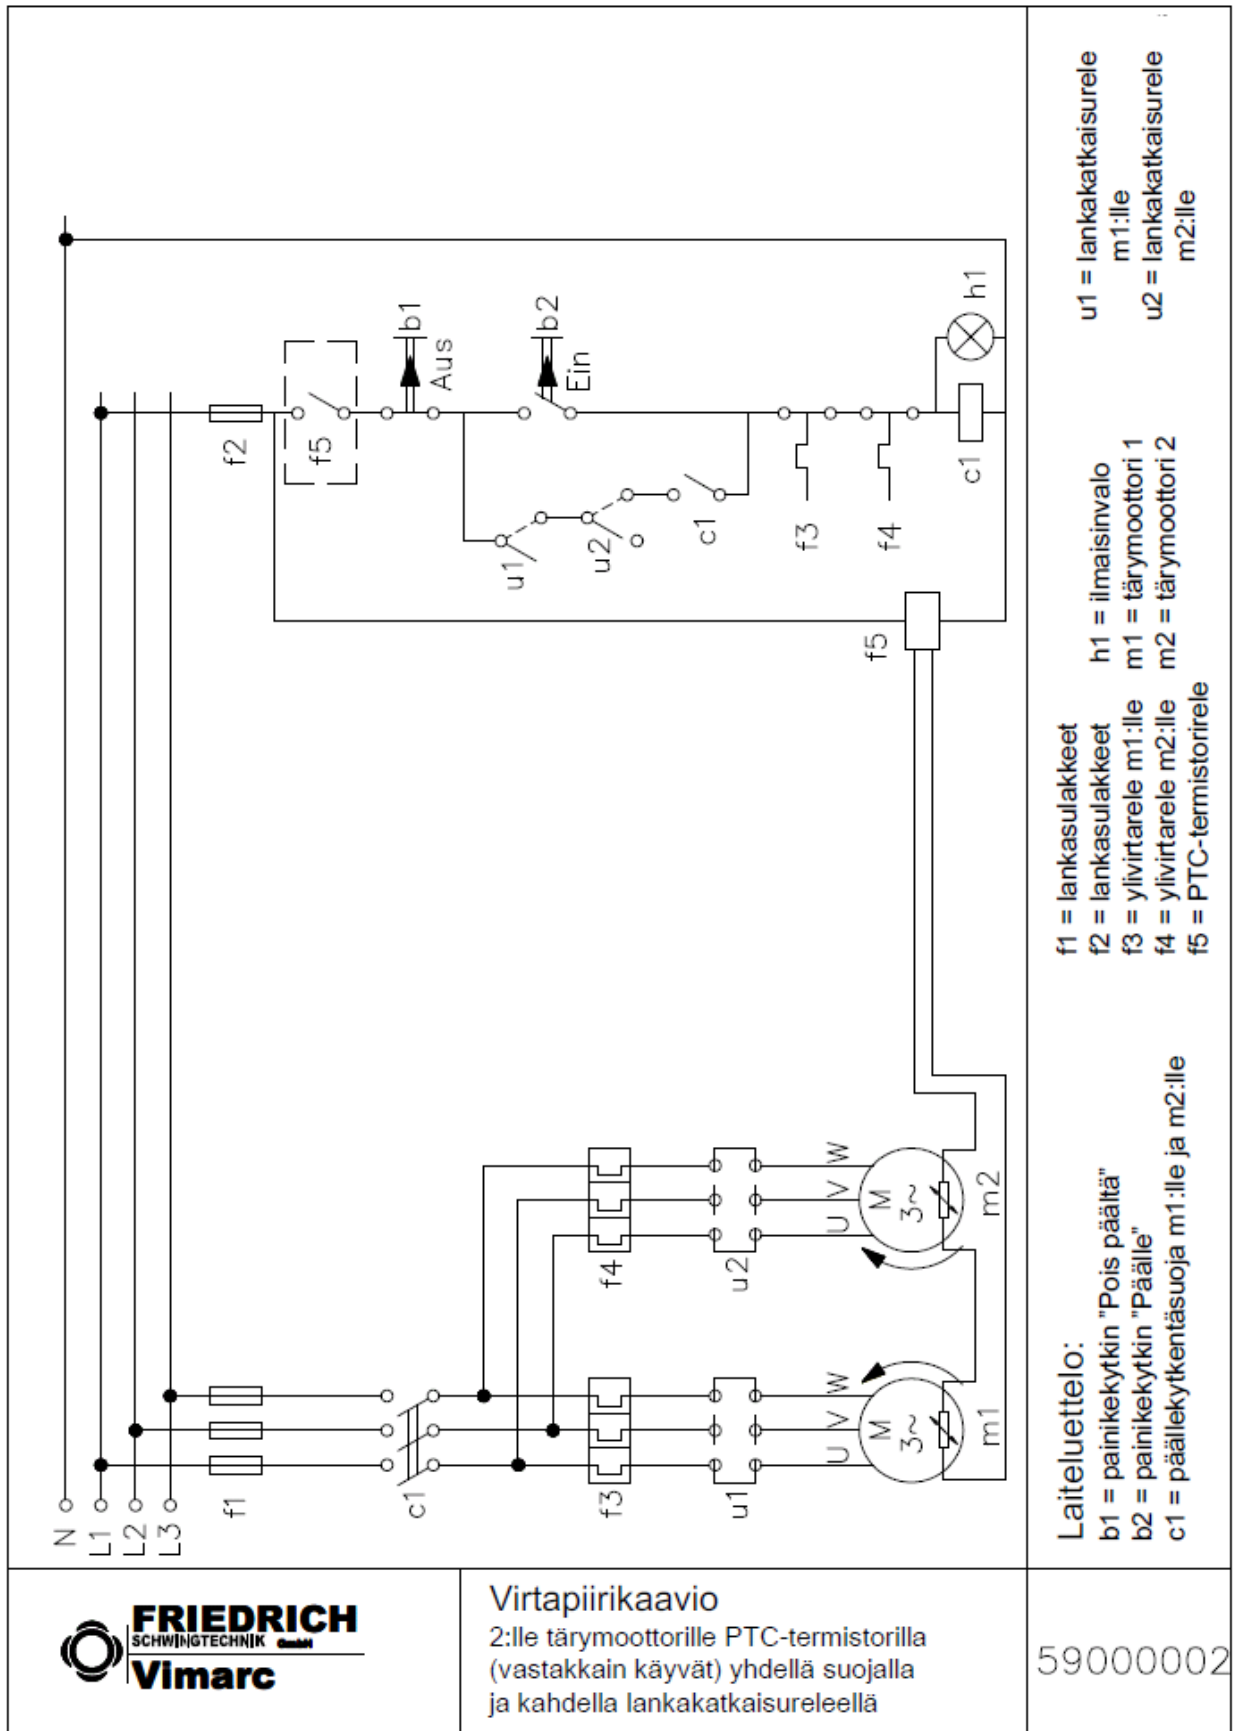 N
L1
L2
L3
f1
c1
f3
u1
U V W
M
3~
m1
f4
u2
U V W
M
3~
m2
f2
f5
b1
Aus
b2
Ein
u1
u2
c1
f3
f4
f5
c1
h1
Laiteluettelo:
b1 = painikekytkin "Pois päältä"
b2 = painikekytkin "Päälle"
c1 = päällekytkentäsuoja m1:lle ja m2:lle
f1 = lankasulakkeet
f2 = lankasulakkeet
f3 = ylivirtarele m1:lle
f4 = ylivirtarele m2:lle
f5 = PTC-termistorirele
h1 = ilmaisinvalo
m1 = tärymoottori 1
m2 = tärymoottori 2
u1 = lankakatkaisurele
m1:lle
u2 = lankakatkaisurele
m2:lle
FRIEDRICH
SCHWINGTECHNIK GmbH
Vimarc
Virtapiirikaavio
2:lle tärymoottorille PTC-termistorilla
(vastakkain käyvät) yhdellä suojalla
ja kahdella lankakatkaisureleellä
59000002